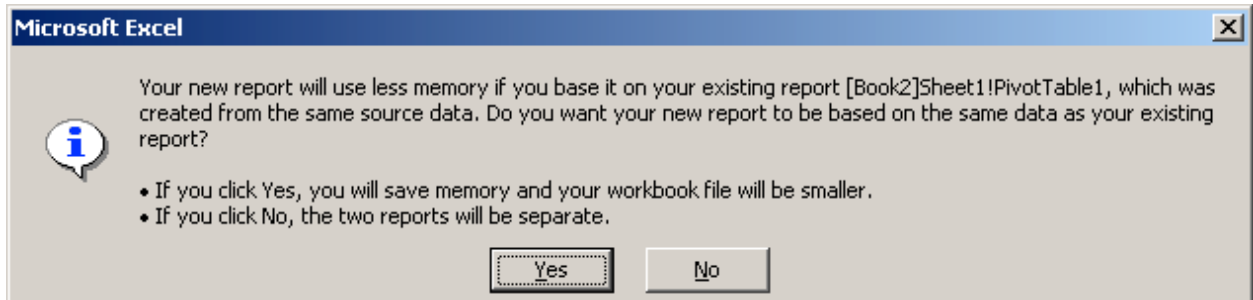 Microsoft Excel
Your new report will use less memory if you base it on your existing report [Book2]Sheet1!PivotTable1, which was
created from the same source data. Do you want your new report to be based on the same data as your existing
report?
• If you click Yes, you will save memory and your workbook file will be smaller.
• If you click No, the two reports will be separate.
Yes
No